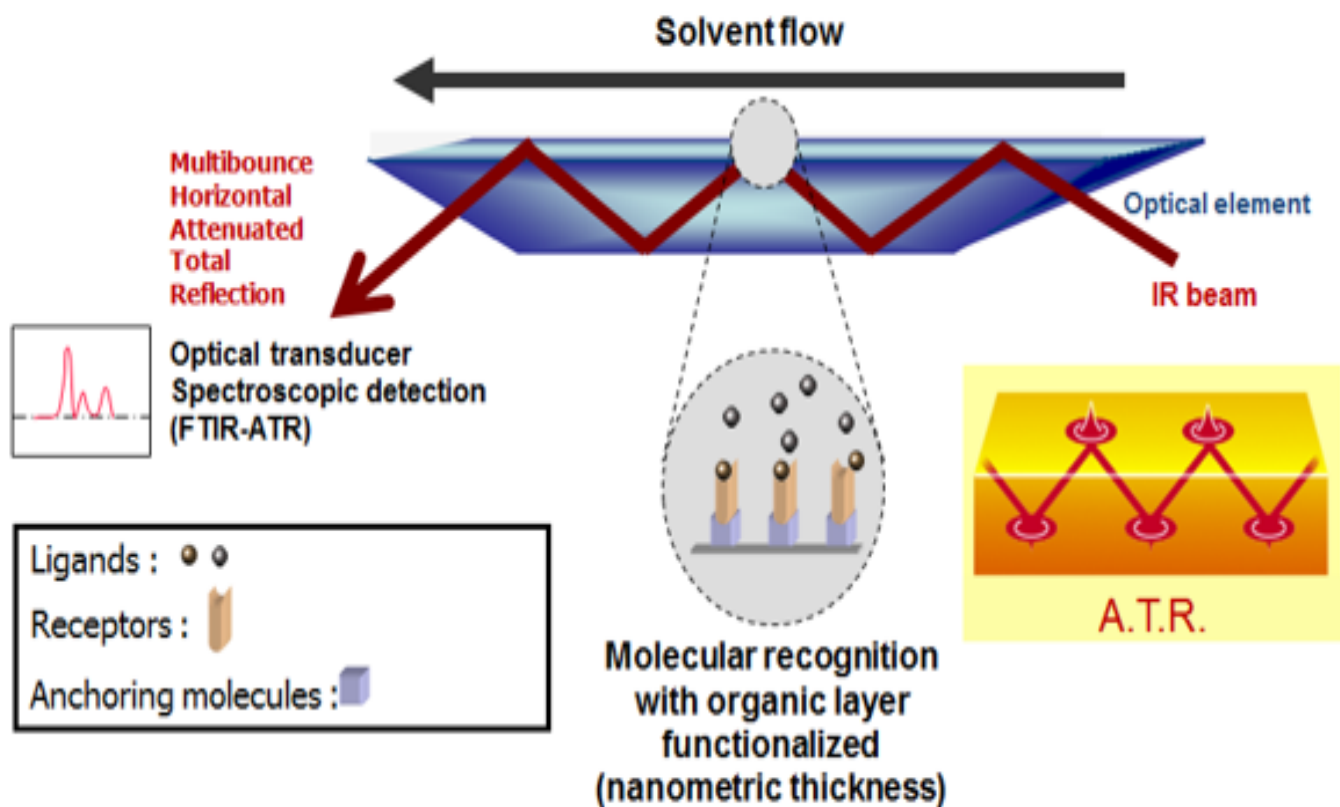 Solvent flow
Multibounce
Horizontal
Attenuated
Total
Reflection
Optical element
IR beam
Optical transducer
Spectroscopic detection
(FTIR-ATR)
Ligands :
Receptors :
Anchoring molecules :
Molecular recognition
with organic layer
functionalized
(nanometric thickness)
A.T.R.